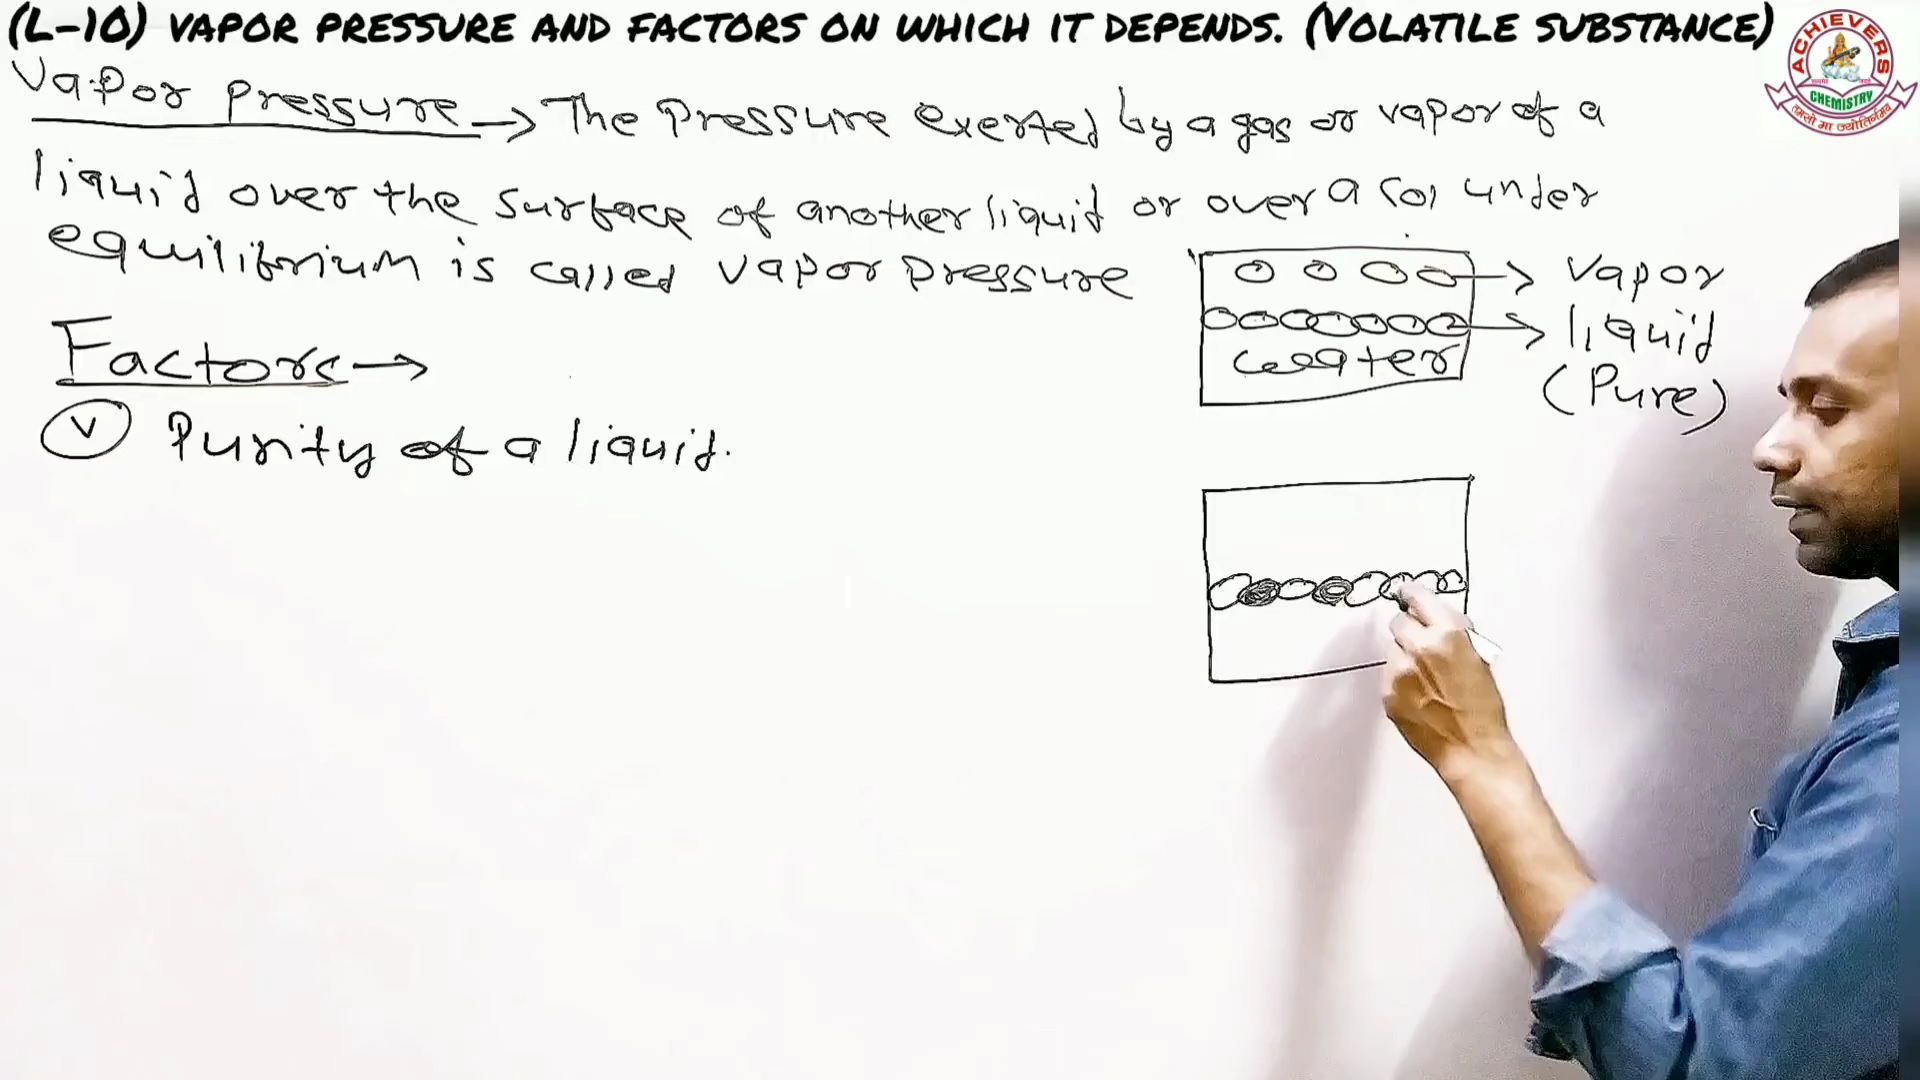 (L-10) VAPOR PRESSURE AND FACTORS ON WHICH IT DEPENDS. (VOLATILE SUBSTANCE)
ACHIEVERS
CHEMISTRY
तमसो मा ज्योतिर्गमय
Vapor Pressure → The Pressure exerted by a gas or vapor of a
liquid over the surface of another liquid or over a sol under
equilibrium is called vapor pressure
Vapor
liquid
water
(Pure)
Factors →
V Purity of a liquid.